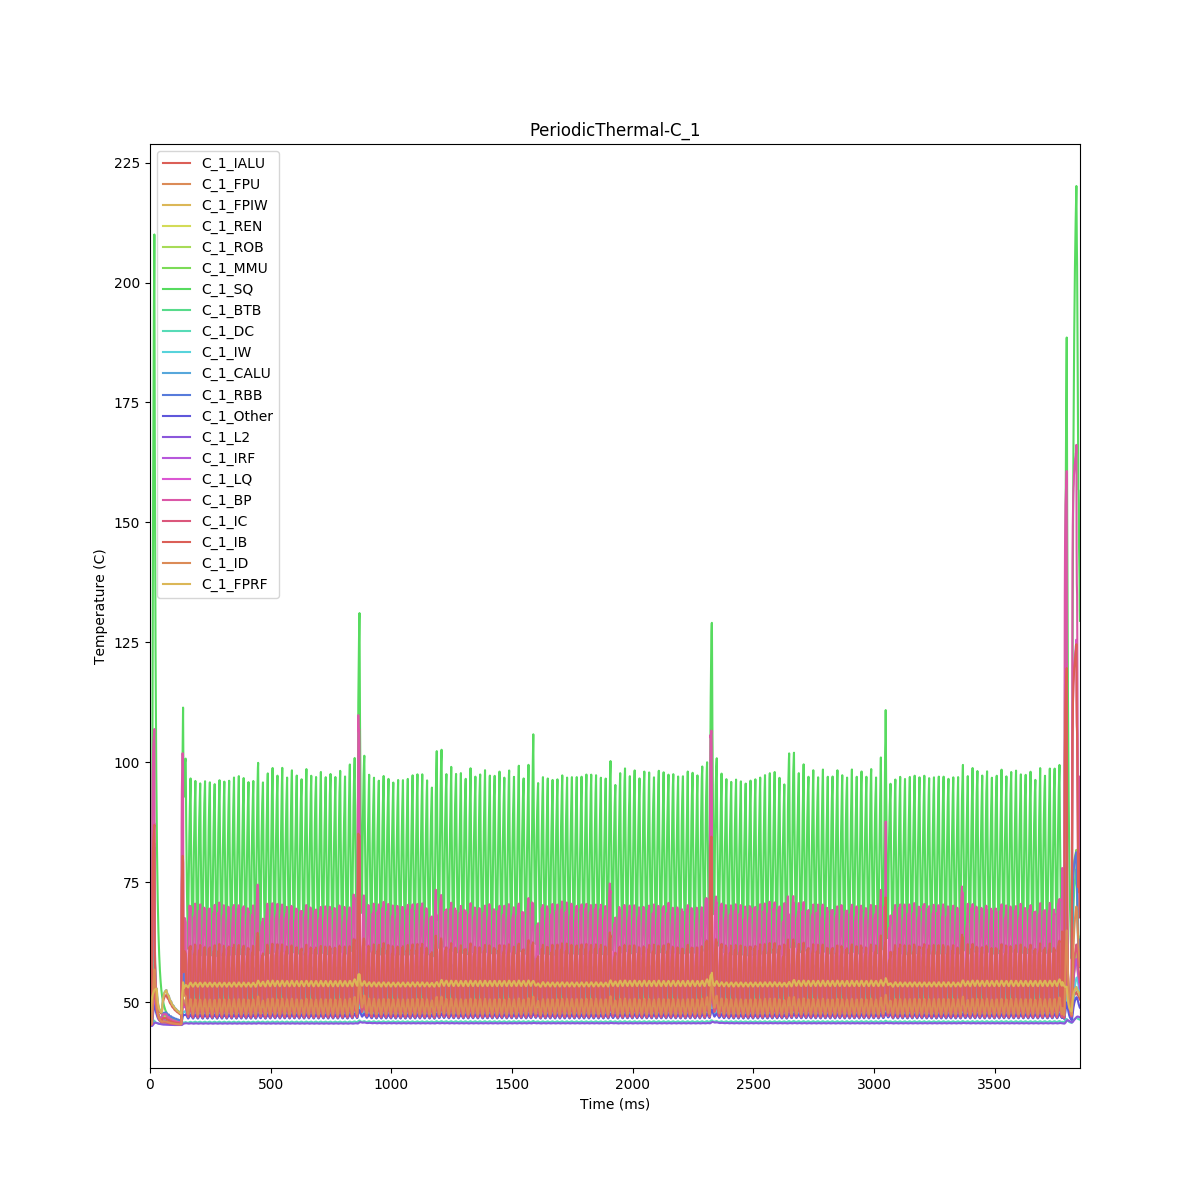 PeriodicThermal-C_1
225
200
175
150
125
100
75
50
Temperature (C)
C_1_IALU
C_1_FPU
C_1_FPIW
C_1_REN
C_1_ROB
C_1_MMU
C_1_SQ
C_1_BTB
C_1_DC
C_1_IW
C_1_CALU
C_1_RBB
C_1_Other
C_1_L2
C_1_IRF
C_1_LQ
C_1_BP
C_1_IC
C_1_IB
C_1_ID
C_1_FPRF
0 500 1000 1500 2000 2500 3000 3500
Time (ms)